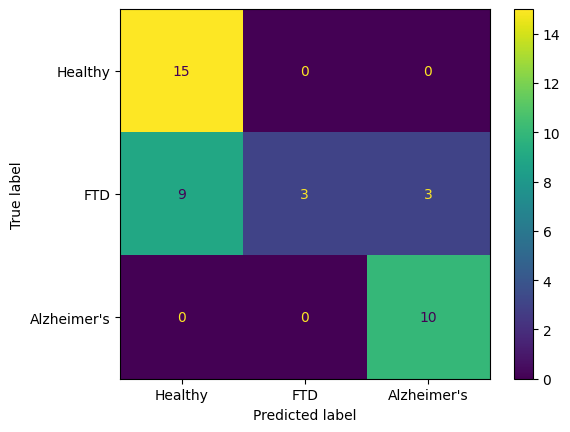 Healthy
FTD
Alzheimer's
True label
15 0 0
9 3 3
0 0 10
Healthy FTD Alzheimer's
Predicted label
14
12
10
8
6
4
2
0